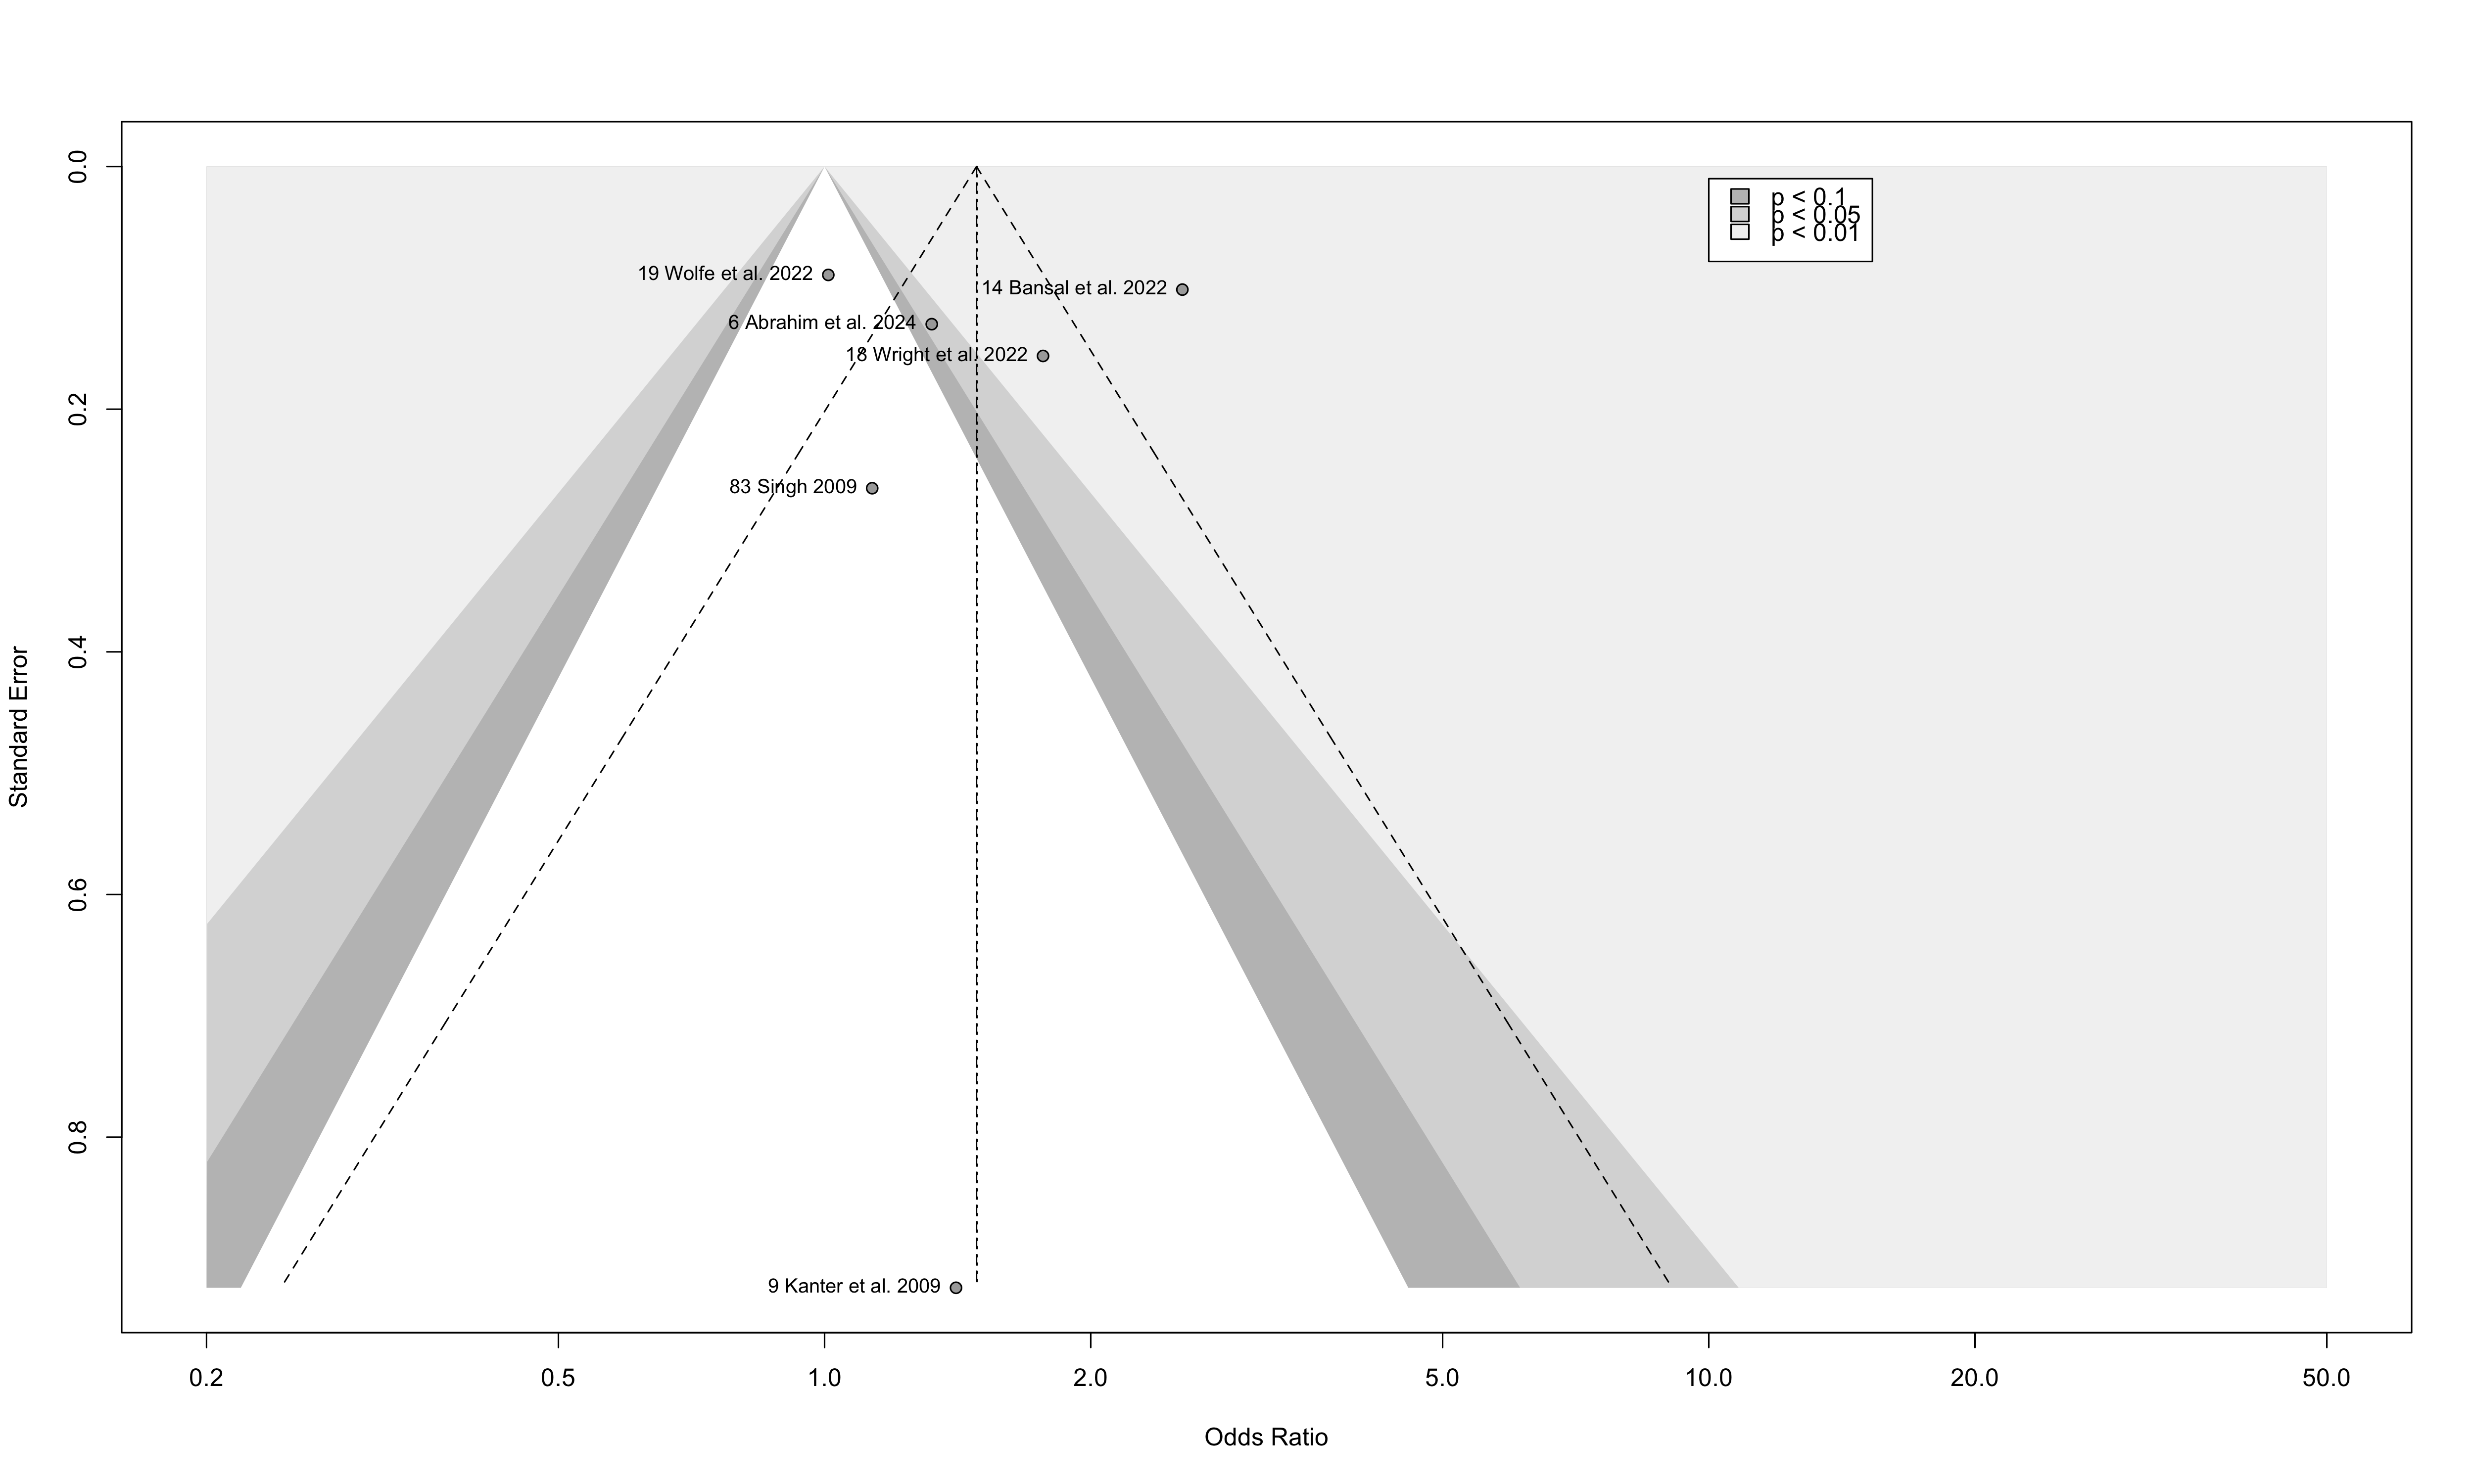 0.0
0.2
0.4
0.6
0.8
Standard Error
p < 0.1
p < 0.05
p < 0.01
19 Wolfe et al. 2022
14 Bansal et al. 2022
6 Abrahim et al. 2024
18 Wright et al. 2022
83 Singh 2009
9 Kanter et al. 2009
0.2
0.5
1.0
2.0
5.0
10.0
20.0
50.0
Odds Ratio